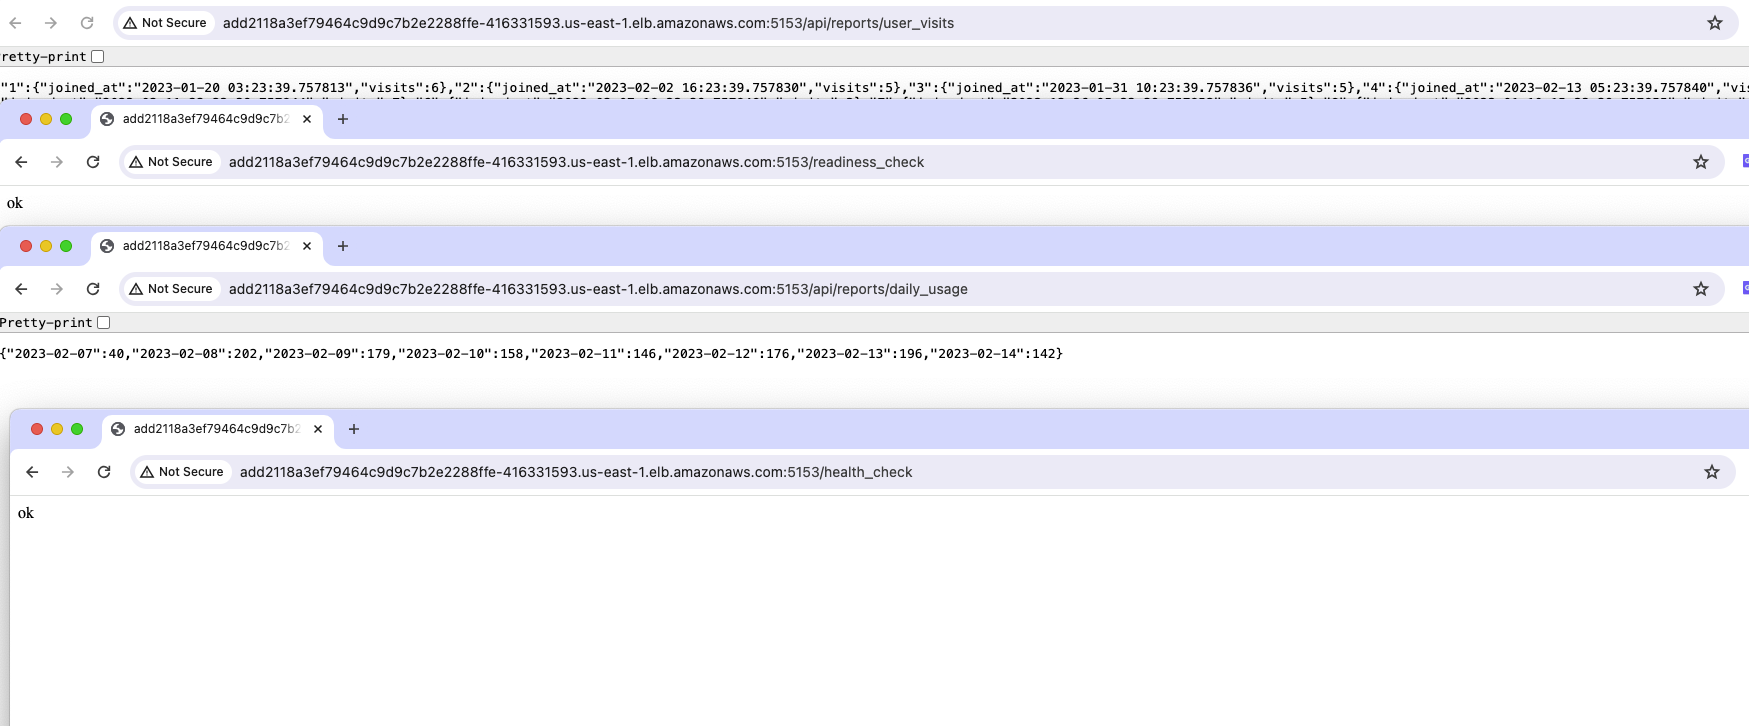 Not Secure add2118a3ef79464c9d9c7b2e2288ffe-416331593.us-east-1.elb.amazonaws.com:5153/api/reports/user_visits
retty-print
"1":{"joined_at":"2023-01-20 03:23:39.757813","visits":6},"2":{"joined_at":"2023-02-02 16:23:39.757830","visits":5},"3":{"joined_at":"2023-01-31 10:23:39.757836","visits":5},"4":{"joined_at":"2023-02-13 05:23:39.757840","vis
add2118a3ef79464c9d9c7b2
Not Secure add2118a3ef79464c9d9c7b2e2288ffe-416331593.us-east-1.elb.amazonaws.com:5153/readiness_check
ok
add2118a3ef79464c9d9c7b2
Not Secure add2118a3ef79464c9d9c7b2e2288ffe-416331593.us-east-1.elb.amazonaws.com:5153/api/reports/daily_usage
Pretty-print
{"2023-02-07":40,"2023-02-08":202,"2023-02-09":179,"2023-02-10":158,"2023-02-11":146,"2023-02-12":176,"2023-02-13":196,"2023-02-14":142}
add2118a3ef79464c9d9c7b2
Not Secure add2118a3ef79464c9d9c7b2e2288ffe-416331593.us-east-1.elb.amazonaws.com:5153/health_check
ok